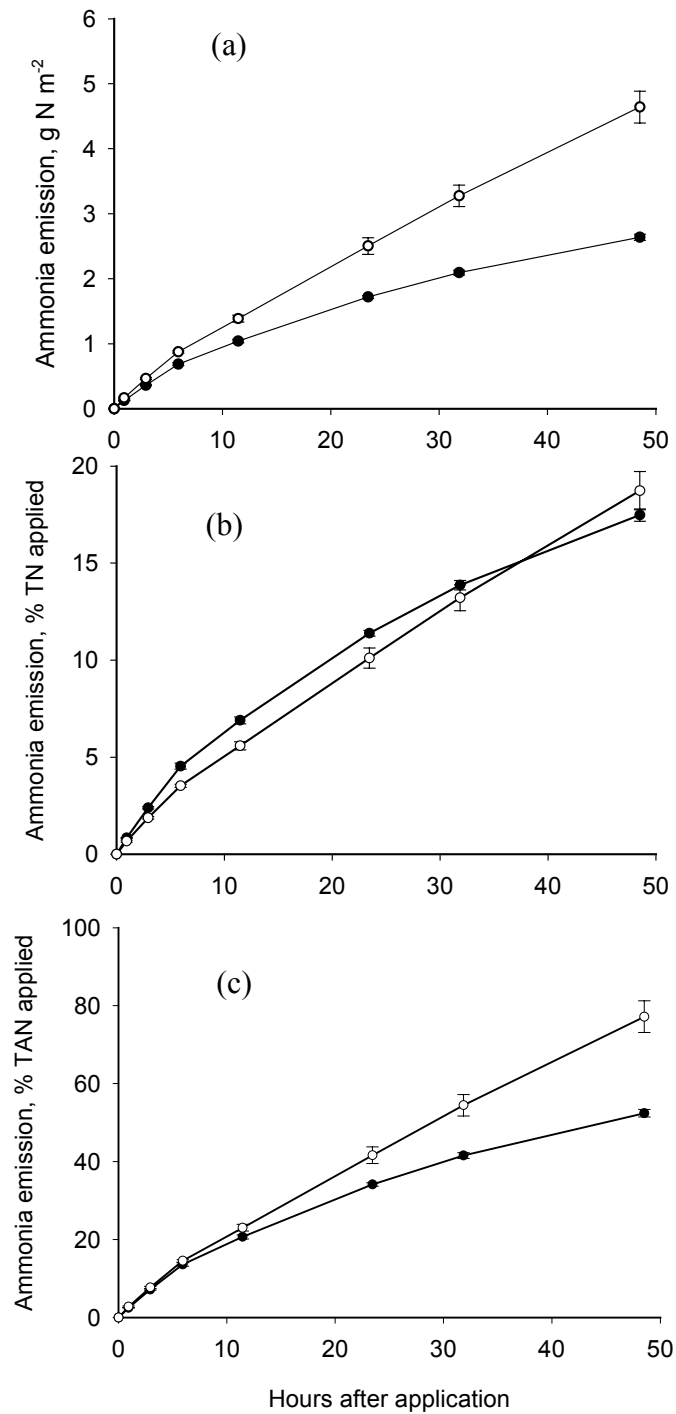 (a)
Ammonia emission, g N m-2
6
5
4
3
2
1
0
0 10 20 30 40 50
(b)
Ammonia emission, % TN applied
20
15
10
5
0
0 10 20 30 40 50
(c)
Ammonia emission, % TAN applied
100
80
60
40
20
0
0 10 20 30 40 50
Hours after application